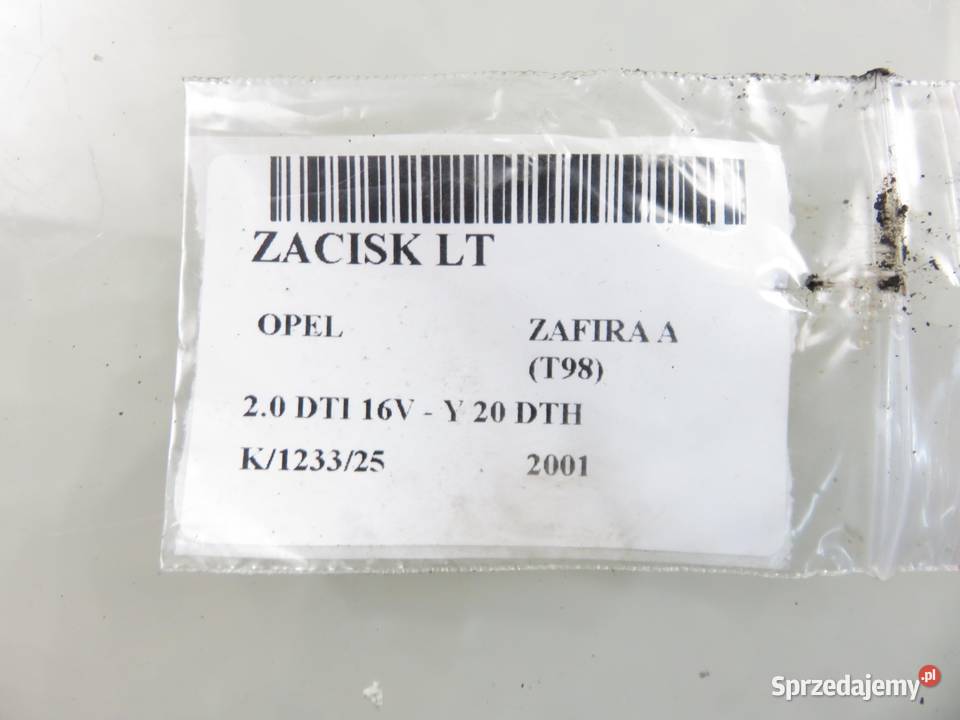 ZACISK LT
OPEL ZAFIRA A
(T98)
2.0 DTI 16V - Y 20 DTH
K/1233/25 2001
Sprzedajemy.pl